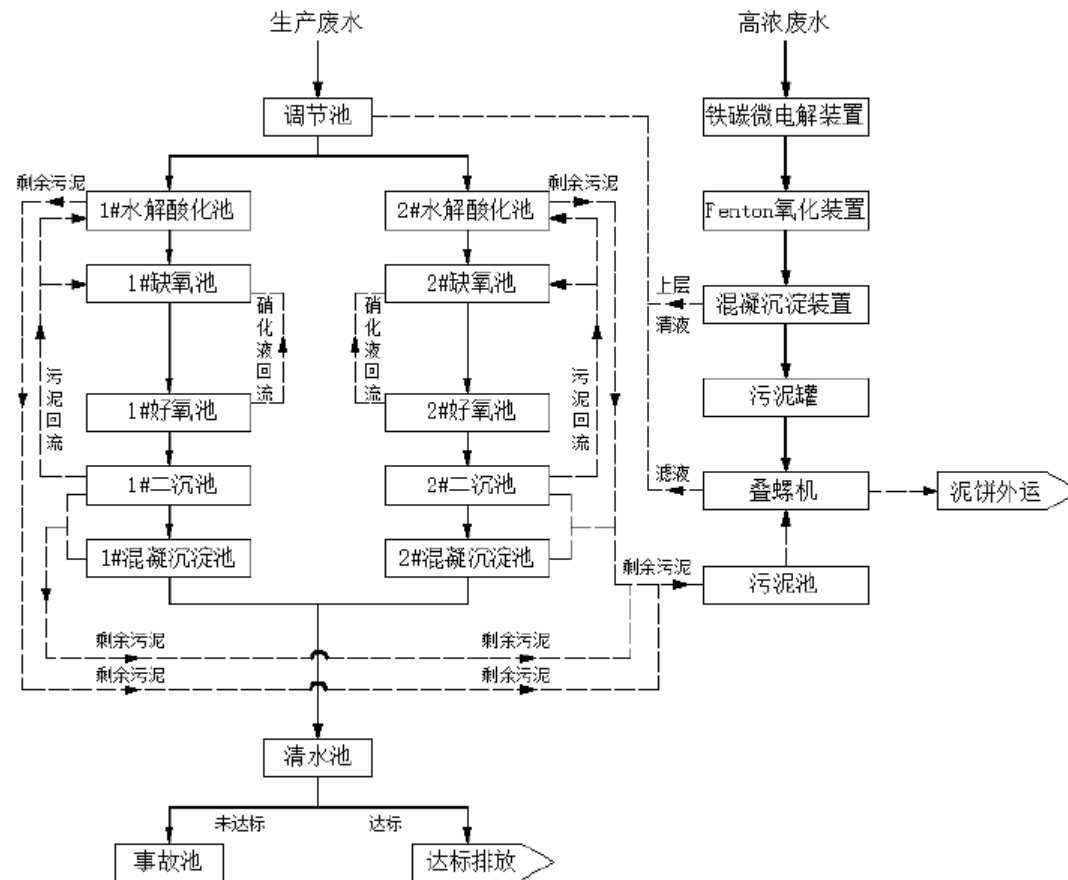 生产废水
高浓废水
调节池
铁碳微电解装置
剩余污泥
剩余污泥
1#水解酸化池
2#水解酸化池
Fenton氧化装置
1#缺氧池
2#缺氧池
上层
清液
混凝沉淀装置
硝化液回流
硝化液回流
污泥回流
污泥回流
1#好氧池
2#好氧池
污泥罐
1#二沉池
2#二沉池
滤液
叠螺机
泥饼外运
1#混凝沉淀池
2#混凝沉淀池
剩余污泥
污泥池
剩余污泥
剩余污泥
剩余污泥
剩余污泥
清水池
未达标
达标
事故池
达标排放